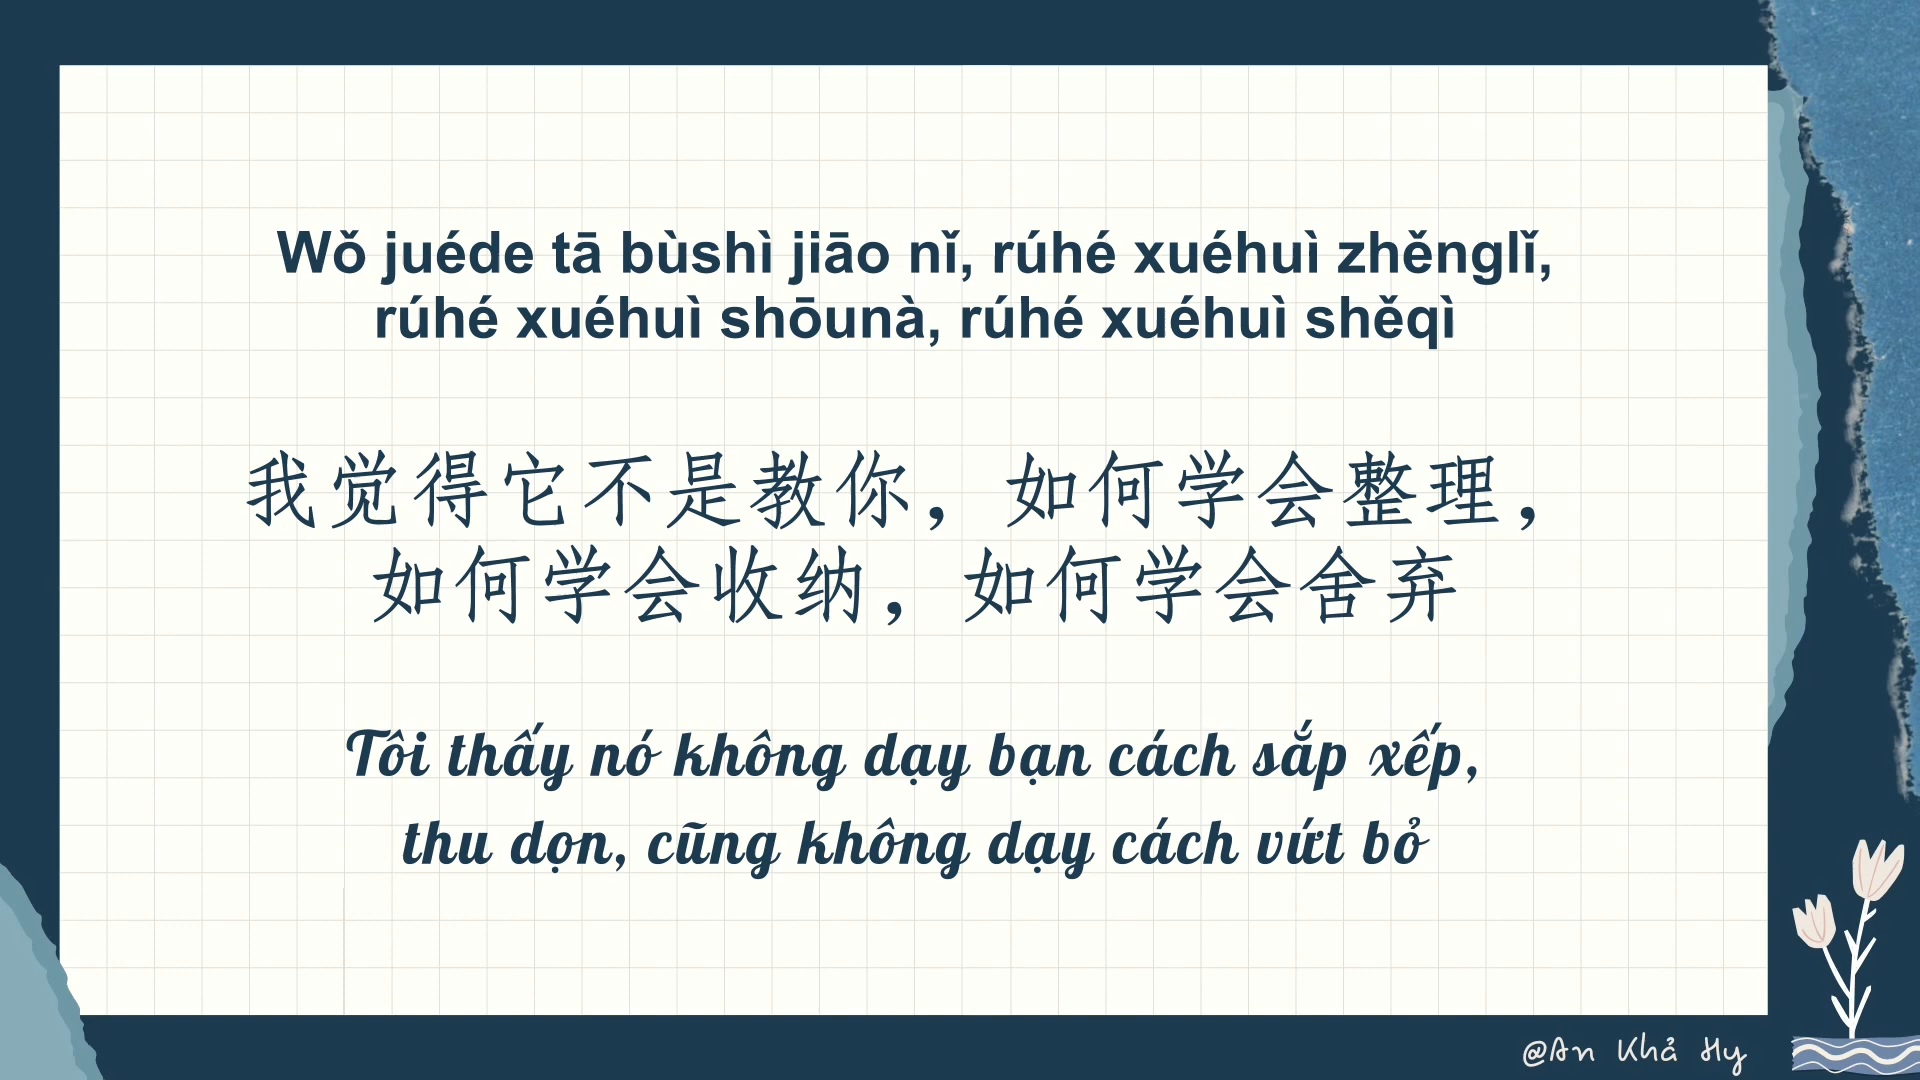 Wǒ juéde tā bùshì jiāo nǐ, rúhé xuéhuì zhěnglǐ,
rúhé xuéhuì shōunà, rúhé xuéhuì shěqì
我觉得它不是教你，如何学会整理，
如何学会收纳，如何学会舍弃
Tôi thấy nó không dạy bạn cách sắp xếp,
thu dọn, cũng không dạy cách vứt bỏ
@An Khả Hy